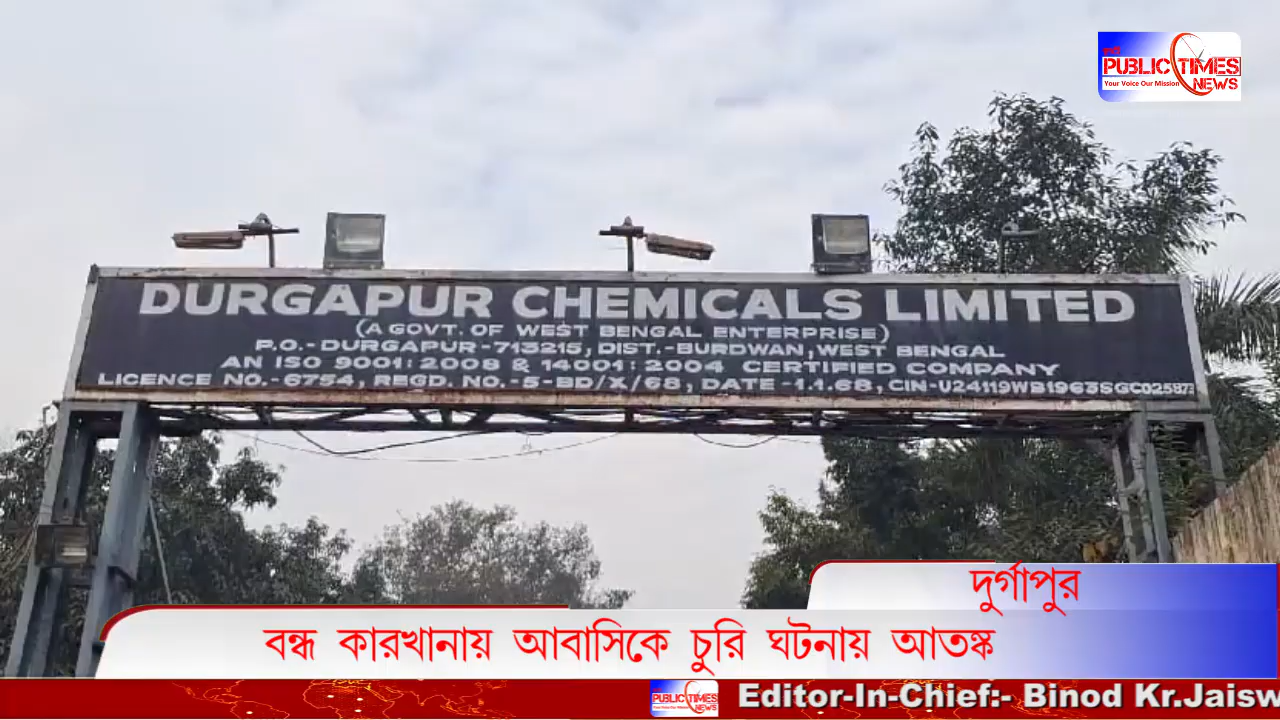 PUBLIC TIMES
Your Voice Our Mission NEWS
DURGAPUR CHEMICALS LIMITED
(A GOVT. OF WEST BENGAL ENTERPRISE)
P.O.- DURGAPUR - 713215, DIST.- BURDWAN, WEST BENGAL
AN ISO 9001: 2008 & 14001: 2004 CERTIFIED COMPANY
LICENCE NO.-6754, REGD. NO.-5-BD/X/68, DATE -1.1.68, CIN-U24119WB1963SGC025873
দুর্গাপুর
বন্ধ কারখানায় আবাসিকে চুরি ঘটনায় আতঙ্ক
PUBLIC TIMES
NEWS
Editor-In-Chief:- Binod Kr.Jaisw